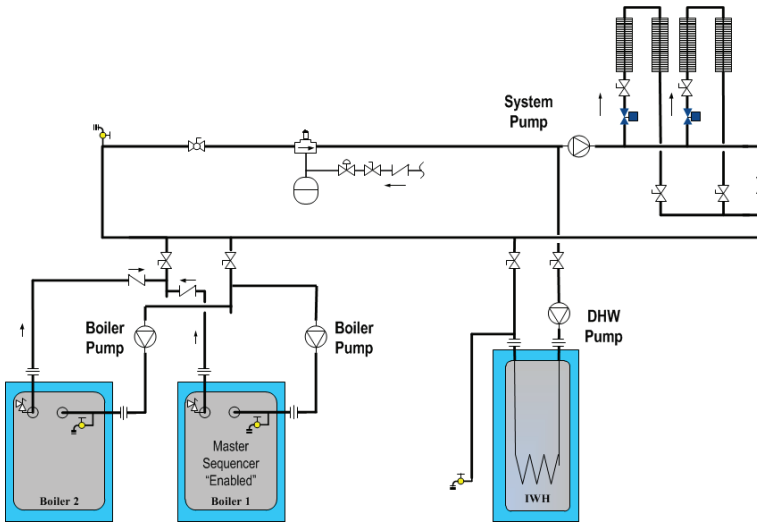 System
Pump
Boiler
Pump
Boiler
Pump
DHW
Pump
Master
Sequencer
“Enabled”
Boiler 2
Boiler 1
IWH